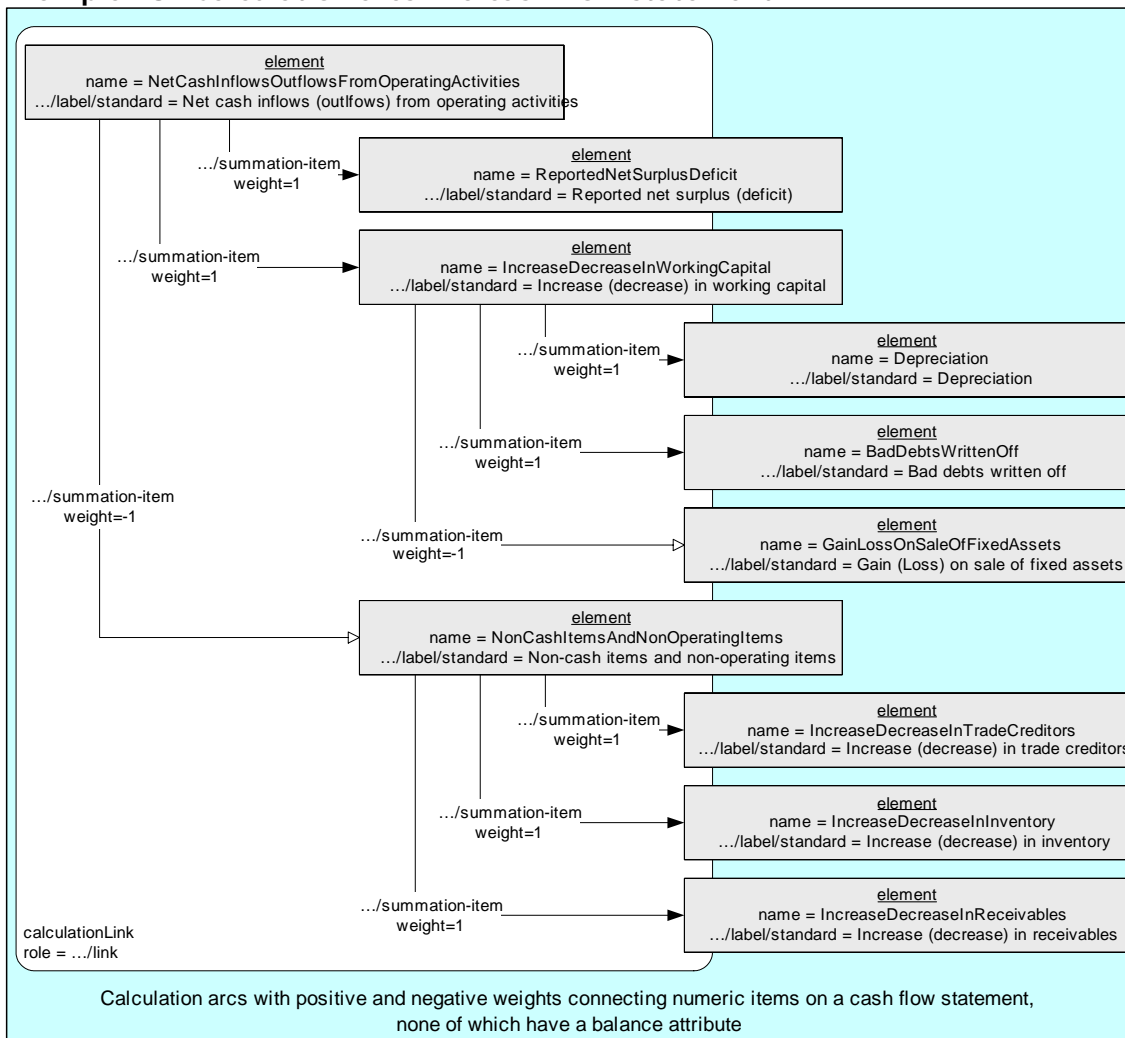 element
name = NetCashInflowsOutflowsFromOperatingActivities
…/label/standard = Net cash inflows (outlfows) from operating activities
…/summation-item
weight=1
element
name = ReportedNetSurplusDeficit
…/label/standard = Reported net surplus (deficit)
…/summation-item
weight=1
element
name = IncreaseDecreaseInWorkingCapital
…/label/standard = Increase (decrease) in working capital
…/summation-item
weight=1
element
name = Depreciation
…/label/standard = Depreciation
…/summation-item
weight=1
element
name = BadDebtsWrittenOff
…/label/standard = Bad debts written off
…/summation-item
weight=-1
…/summation-item
weight=-1
element
name = GainLossOnSaleOfFixedAssets
…/label/standard = Gain (Loss) on sale of fixed assets
element
name = NonCashItemsAndNonOperatingItems
…/label/standard = Non-cash items and non-operating items
…/summation-item
weight=1
element
name = IncreaseDecreaseInTradeCreditors
…/label/standard = Increase (decrease) in trade creditors
…/summation-item
weight=1
element
name = IncreaseDecreaseInInventory
…/label/standard = Increase (decrease) in inventory
…/summation-item
weight=1
element
name = IncreaseDecreaseInReceivables
…/label/standard = Increase (decrease) in receivables
calculationLink
role = …/link
Calculation arcs with positive and negative weights connecting numeric items on a cash flow statement,
none of which have a balance attribute